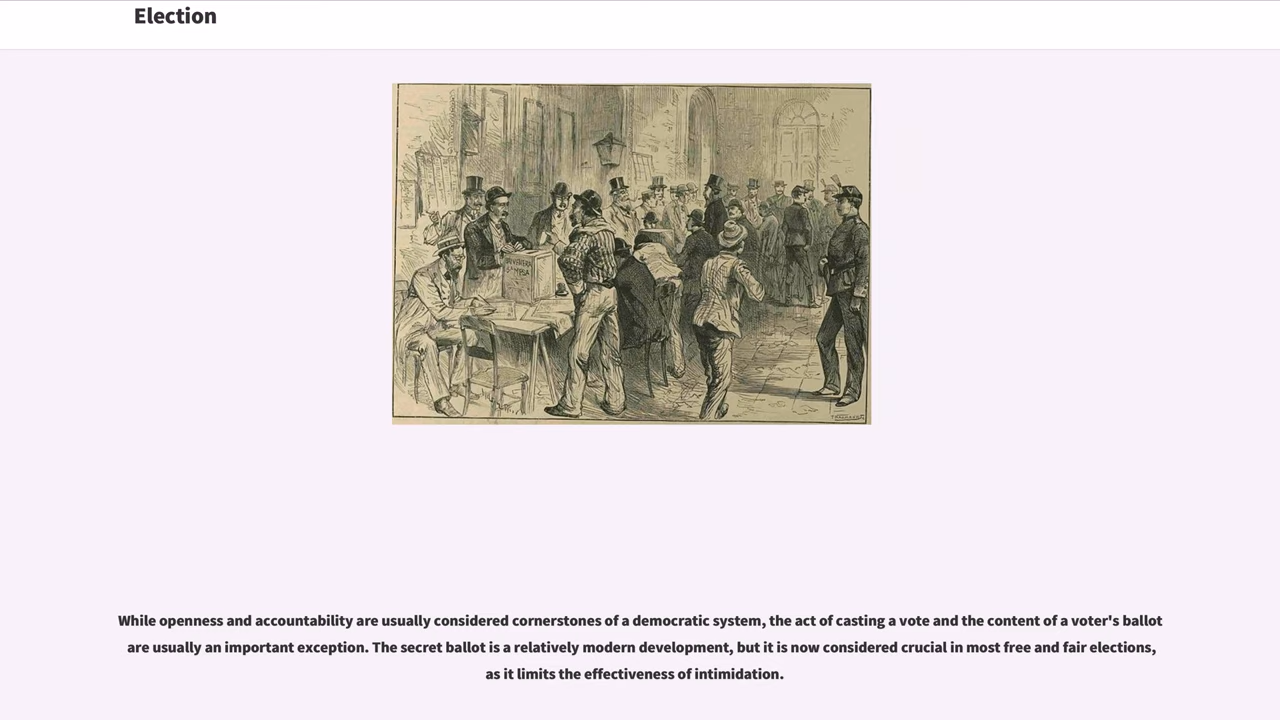 Election
While openness and accountability are usually considered cornerstones of a democratic system, the act of casting a vote and the content of a voter's ballot
are usually an important exception. The secret ballot is a relatively modern development, but it is now considered crucial in most free and fair elections,
as it limits the effectiveness of intimidation.